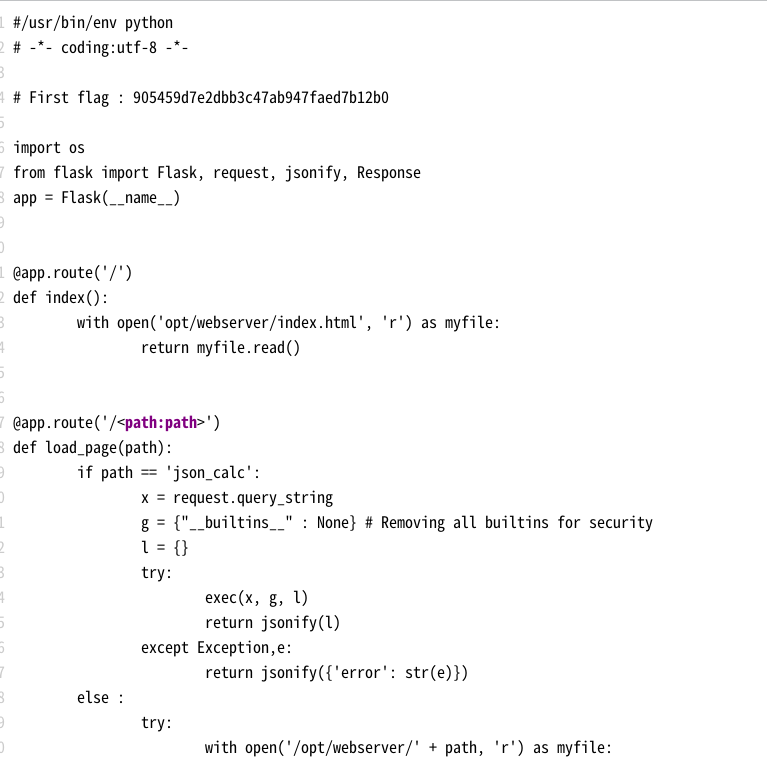 1 #/usr/bin/env python
2 # -*- coding:utf-8 -*-
3
4 # First flag : 905459d7e2dbb3c47ab947faed7b12b0
5
6 import os
7 from flask import Flask, request, jsonify, Response
8 app = Flask(__name__)
9
0
1 @app.route('/')
2 def index():
3         with open('opt/webserver/index.html', 'r') as myfile:
4                 return myfile.read()
5
6
7 @app.route('/<path:path>')
8 def load_page(path):
9         if path == 'json_calc':
0                 x = request.query_string
1                 g = {"__builtins__" : None} # Removing all builtins for security
2                 l = {}
3                 try:
4                         exec(x, g, l)
5                         return jsonify(l)
6                 except Exception,e:
7                         return jsonify({'error': str(e)})
8         else :
9                 try:
0                         with open('/opt/webserver/' + path, 'r') as myfile: